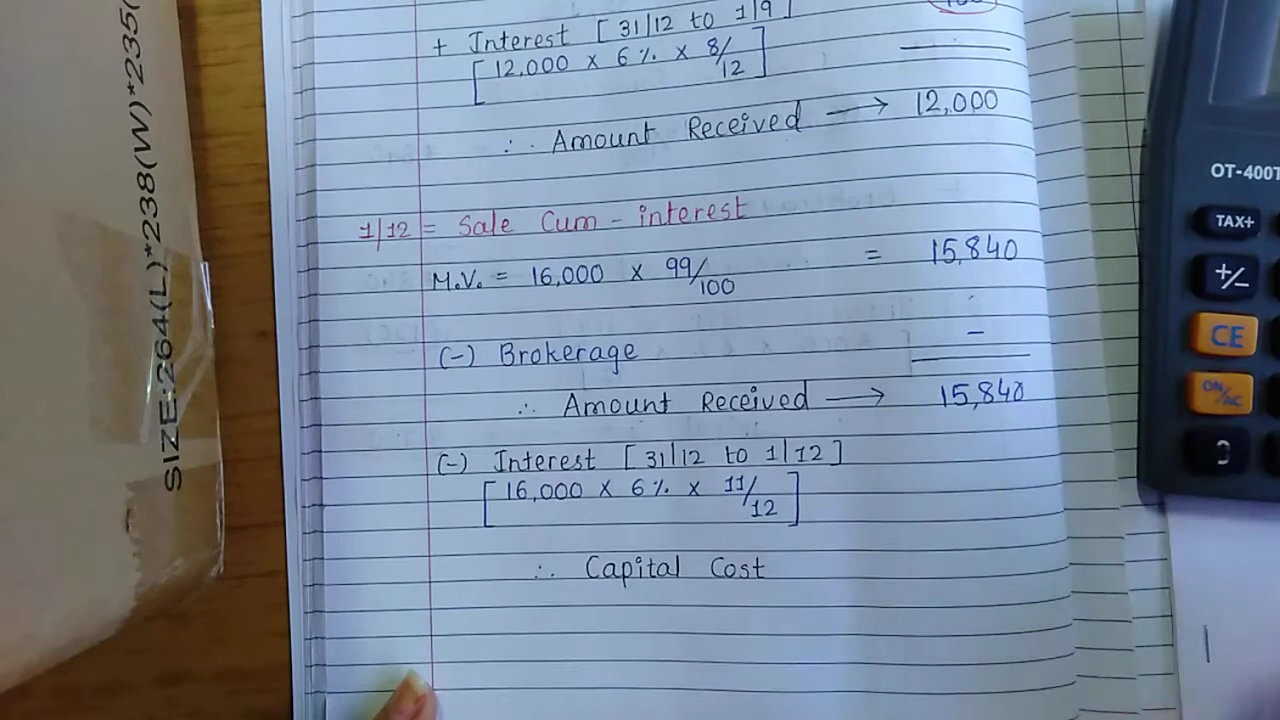 + Interest [31/12 to 1/9]
[12,000 x 6% x 8/12]
∴ Amount Received → 12,000
1/12 = Sale Cum-interest
M.V. = 16,000 x 99/100 = 15,840
(-) Brokerage -
∴ Amount Received → 15,840
(-) Interest [31/12 to 1/12]
[16,000 x 6% x 11/12]
∴ Capital Cost
SIZE:264(L)*238(W)*235(
OT-400T
TAX+
+/-
CE
ON/AC